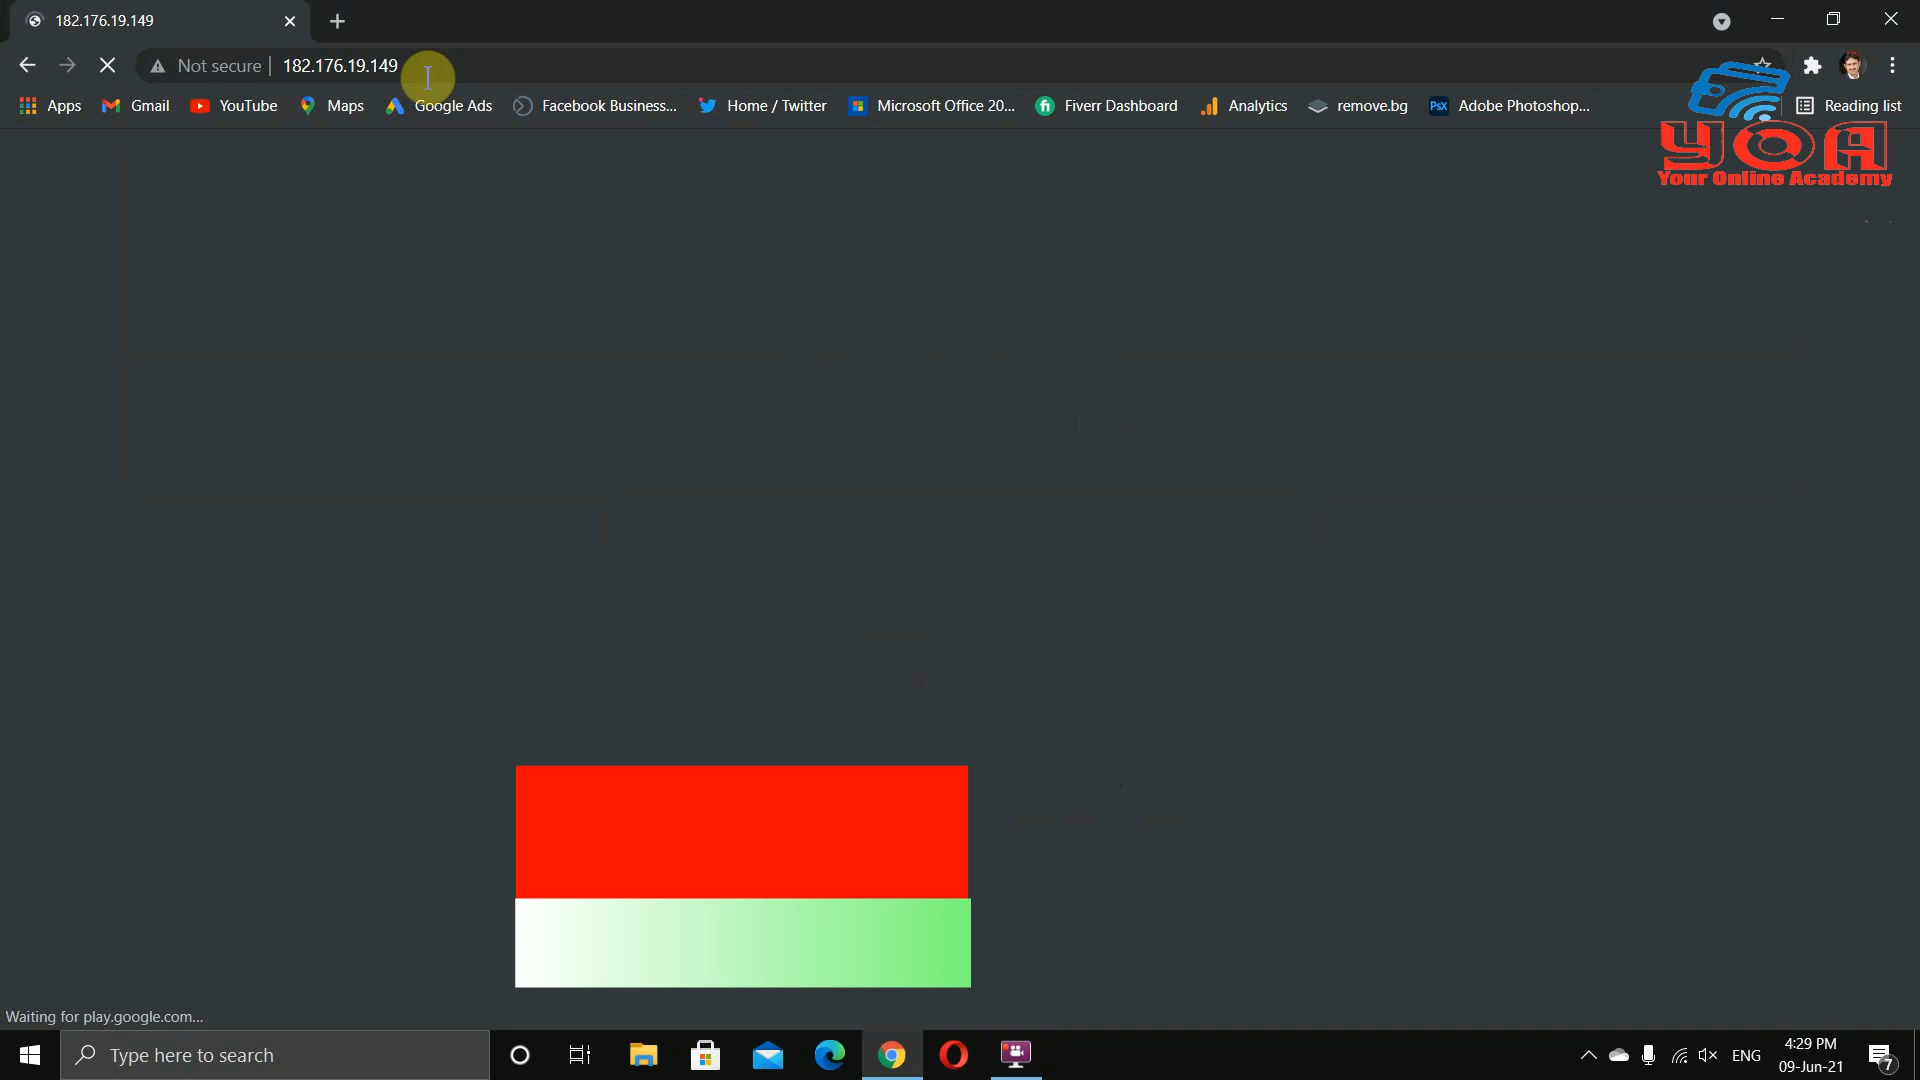 182.176.19.149
Not secure | 182.176.19.149
Apps Gmail YouTube Maps Google Ads Facebook Business... Home / Twitter Microsoft Office 20... Fiverr Dashboard Analytics remove.bg PSX Adobe Photoshop... Reading list
YOA
Your Online Academy
Waiting for play.google.com...
Type here to search
ENG
4:29 PM
09-Jun-21
7